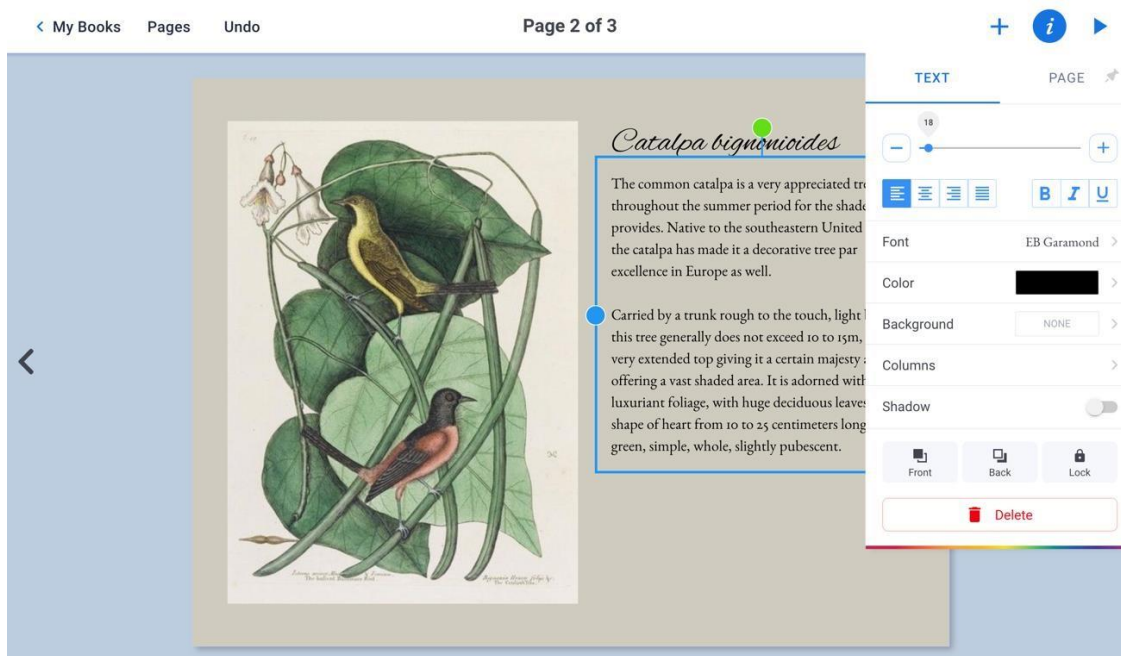 My Books
Pages
Undo
Page 2 of 3
Catalpa bignonioides
The common catalpa is a very appreciated
throughout the summer period for the shade
provides. Native to the southeastern United
the catalpa has made it a decorative tree par
excellence in Europe as well.
Carried by a trunk rough to the touch, light
this tree generally does not exceed 10 to 15m,
very extended top giving it a certain majesty
offering a vast shaded area. It is adorned with
luxuriant foliage, with huge deciduous leaves
shape of heart from 10 to 25 centimeters long
green, simple, whole, slightly pubescent.
TEXT
PAGE
18
B I U
Font
EB Garamond
Color
Background
NONE
Columns
Shadow
Front
Back
Lock
Delete